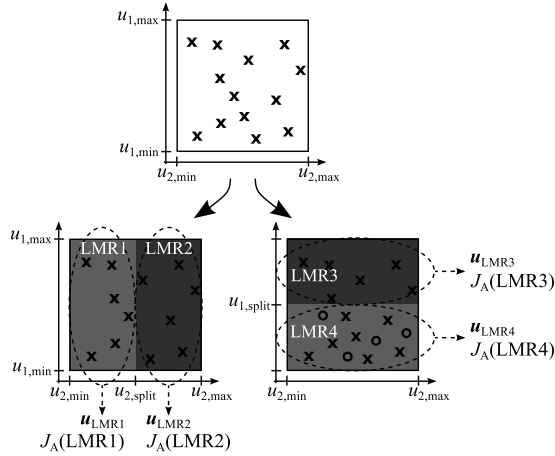 u1,max
u1,min
u2,min u2,max
u1,max
LMR1 LMR2
u1,min
u2,min u2,split u2,max
uLMR1 uLMR2
JA(LMR1) JA(LMR2)
LMR3
uLMR3
JA(LMR3)
u1,split
LMR4
uLMR4
JA(LMR4)
u2,min u2,max